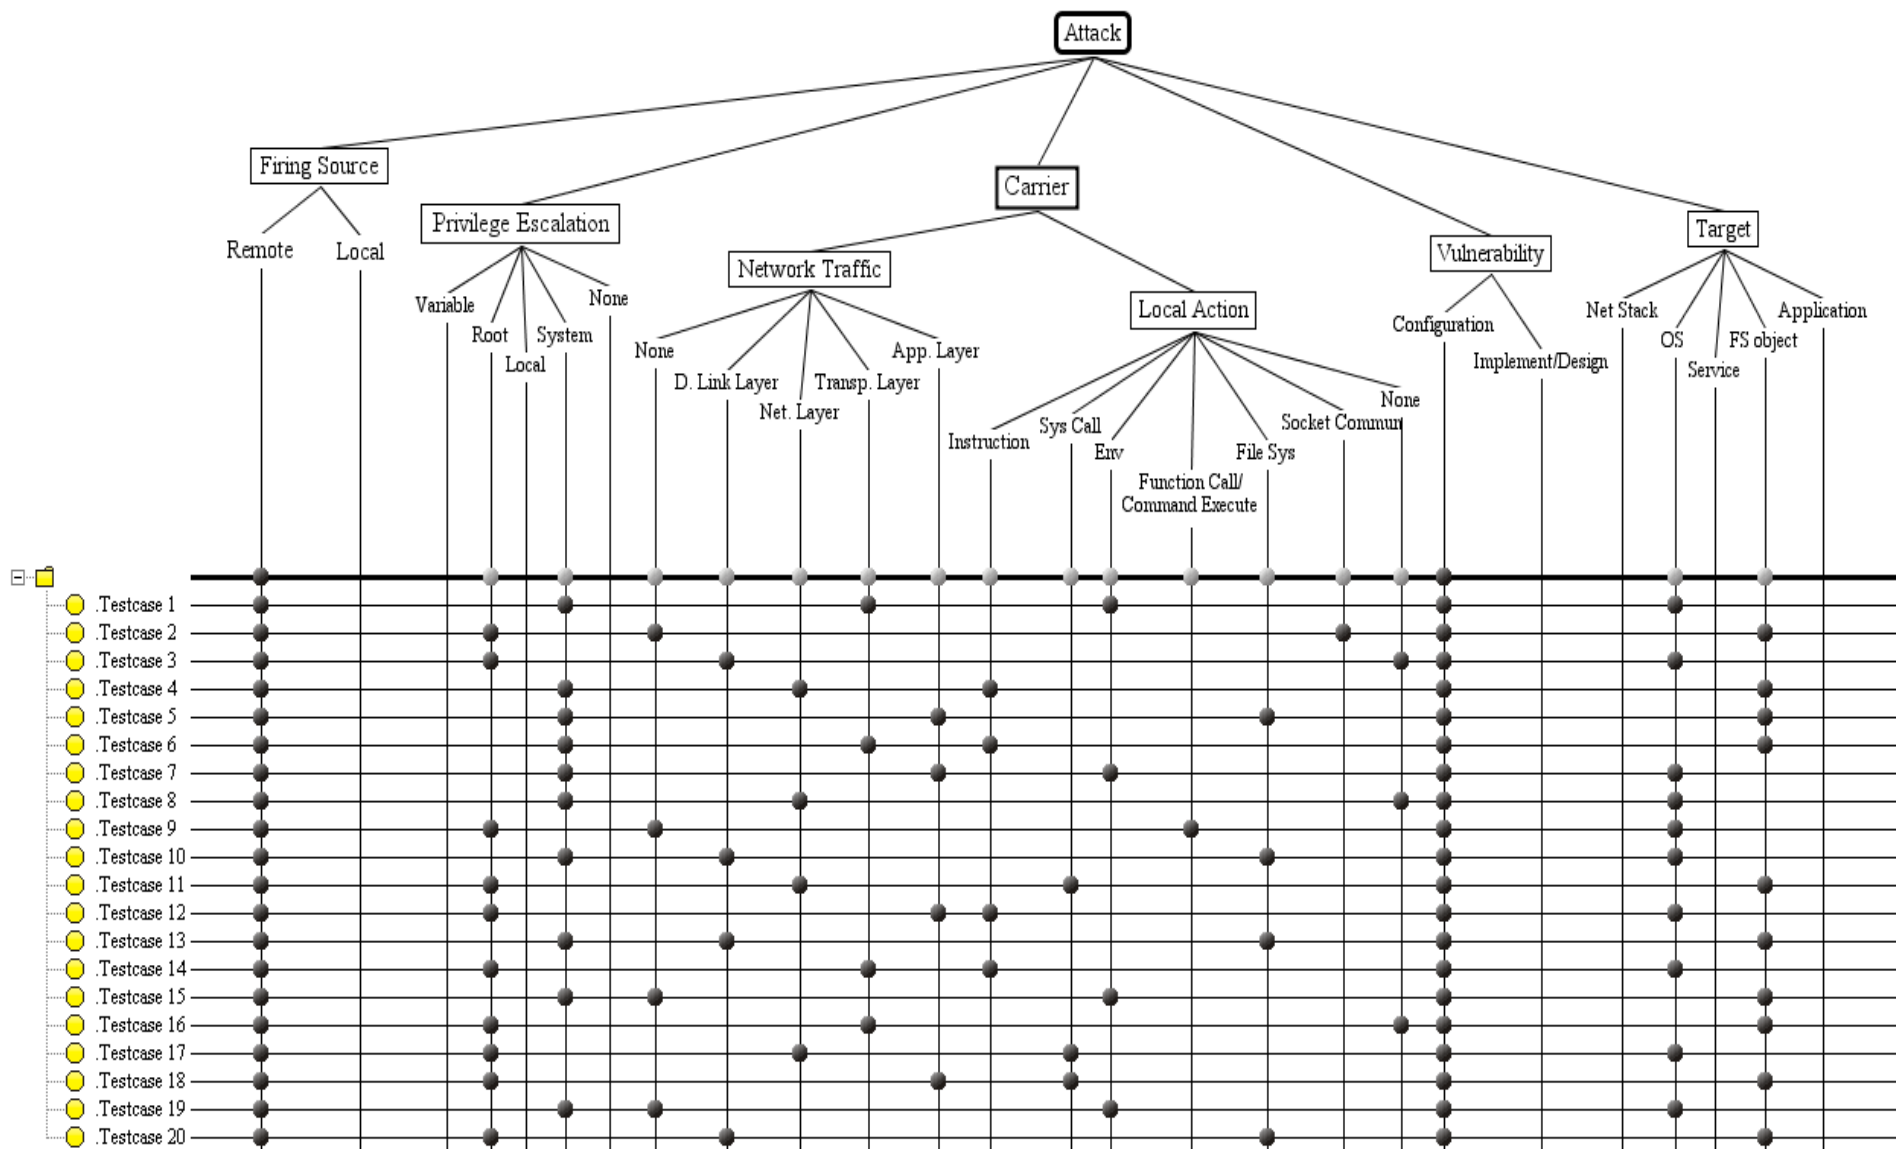 Attack
Firing Source
Carrier
Privilege Escalation
Target
Remote
Local
Vulnerability
Network Traffic
Variable
None
Local Action
Net Stack
Application
Root
System
Configuration
OS
FS object
None
App. Layer
Local
Implement/Design
Service
D. Link Layer
Transp. Layer
None
Net. Layer
Socket Commun
Sys Call
Instruction
Env
File Sys
Function Call/
Command Execute
.Testcase 1
.Testcase 2
.Testcase 3
.Testcase 4
.Testcase 5
.Testcase 6
.Testcase 7
.Testcase 8
.Testcase 9
.Testcase 10
.Testcase 11
.Testcase 12
.Testcase 13
.Testcase 14
.Testcase 15
.Testcase 16
.Testcase 17
.Testcase 18
.Testcase 19
.Testcase 20